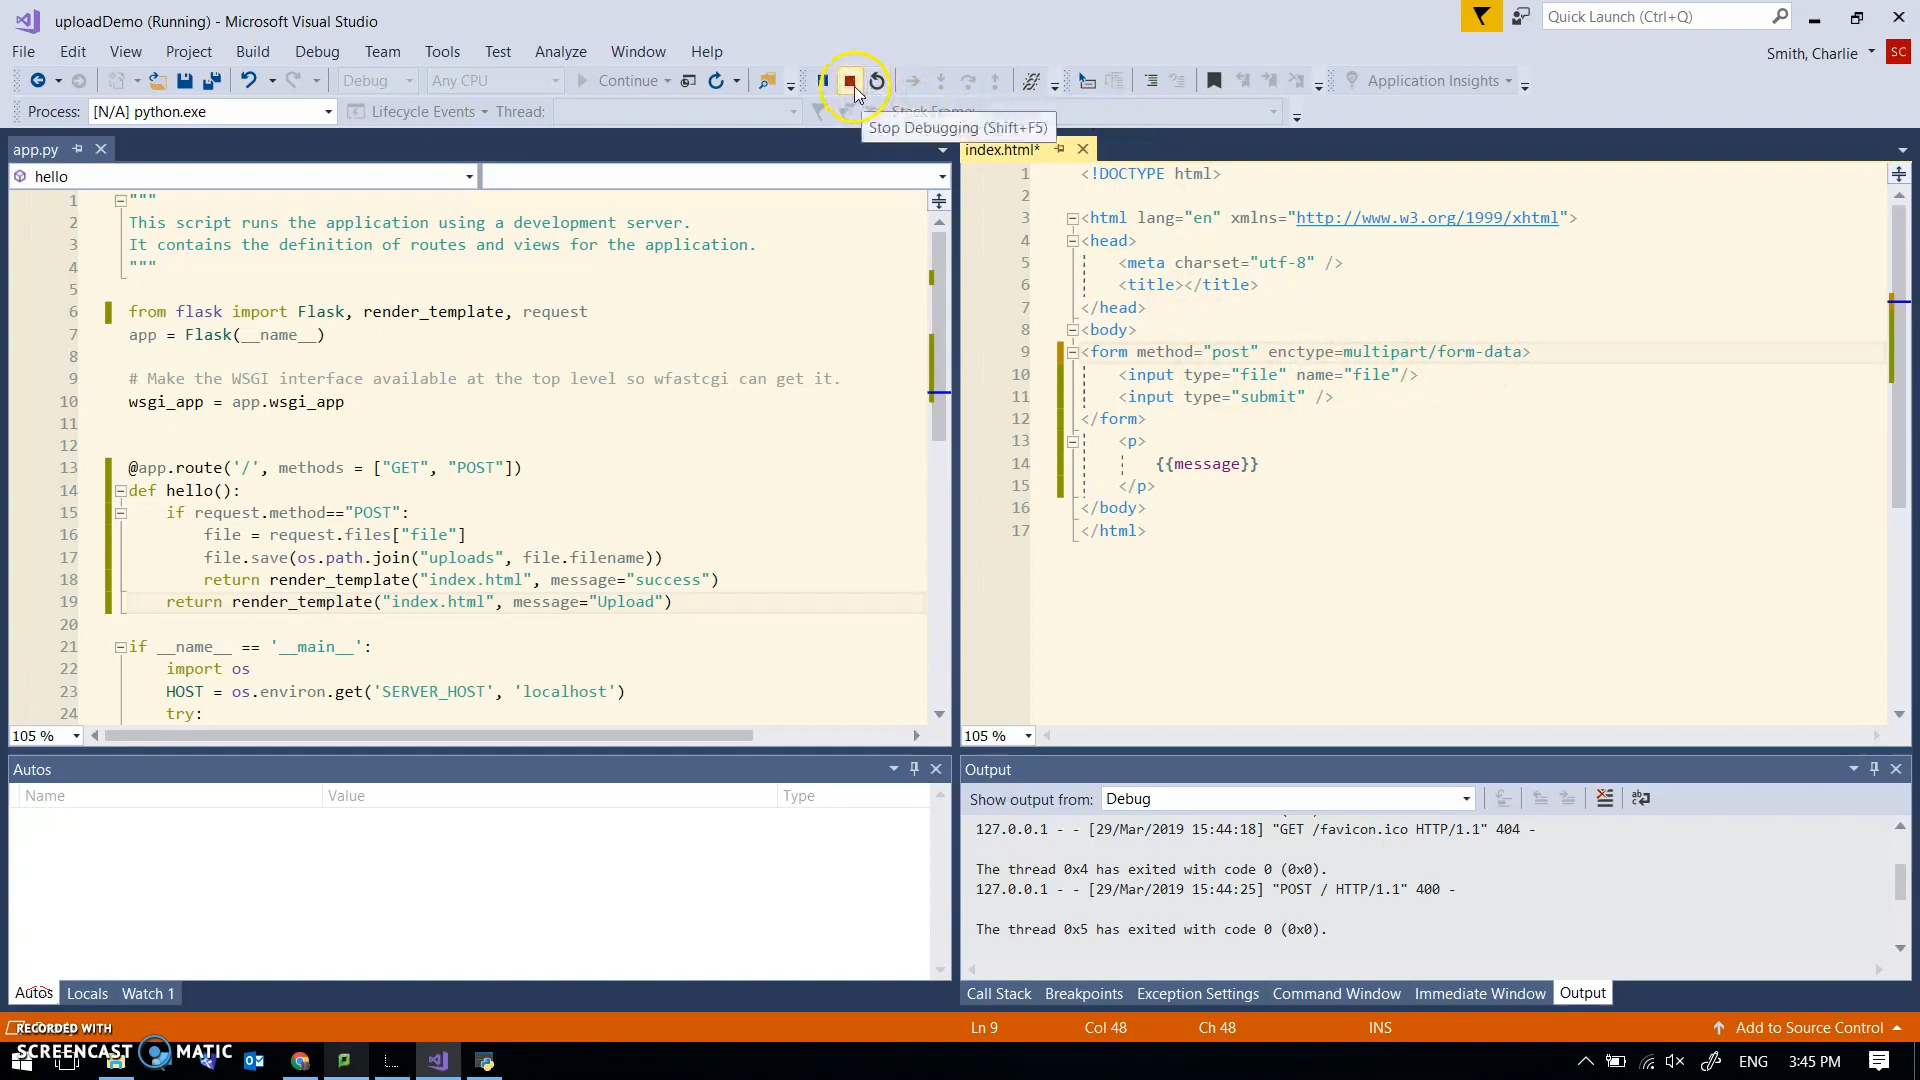 uploadDemo (Running) - Microsoft Visual Studio
Quick Launch (Ctrl+Q)
File Edit View Project Build Debug Team Tools Test Analyze Window Help
Smith, Charlie SC
Debug Any CPU Continue Application Insights
Process: [N/A] python.exe Lifecycle Events Thread: Stack Frame:
Stop Debugging (Shift+F5)
app.py
hello
1 """
2 This script runs the application using a development server.
3 It contains the definition of routes and views for the application.
4 """
5
6 from flask import Flask, render_template, request
7 app = Flask(__name__)
8
9 # Make the WSGI interface available at the top level so wfastcgi can get it.
10 wsgi_app = app.wsgi_app
11
12
13 @app.route('/', methods = ["GET", "POST"])
14 def hello():
15 if request.method=="POST":
16 file = request.files["file"]
17 file.save(os.path.join("uploads", file.filename))
18 return render_template("index.html", message="success")
19 return render_template("index.html", message="Upload")
20
21 if __name__ == '__main__':
22 import os
23 HOST = os.environ.get('SERVER_HOST', 'localhost')
24 try:
105 %
index.html*
1 <!DOCTYPE html>
2
3 <html lang="en" xmlns="http://www.w3.org/1999/xhtml">
4 <head>
5 <meta charset="utf-8" />
6 <title></title>
7 </head>
8 <body>
9 <form method="post" enctype=multipart/form-data>
10 <input type="file" name="file"/>
11 <input type="submit" />
12 </form>
13 <p>
14 {{message}}
15 </p>
16 </body>
17 </html>
105 %
Autos
Name Value Type
Autos Locals Watch 1
Output
Show output from: Debug
127.0.0.1 - - [29/Mar/2019 15:44:18] "GET /favicon.ico HTTP/1.1" 404 -
The thread 0x4 has exited with code 0 (0x0).
127.0.0.1 - - [29/Mar/2019 15:44:25] "POST / HTTP/1.1" 400 -
The thread 0x5 has exited with code 0 (0x0).
Call Stack Breakpoints Exception Settings Command Window Immediate Window Output
Ln 9 Col 48 Ch 48 INS Add to Source Control
RECORDED WITH
SCREENCAST MATIC
ENG 3:45 PM